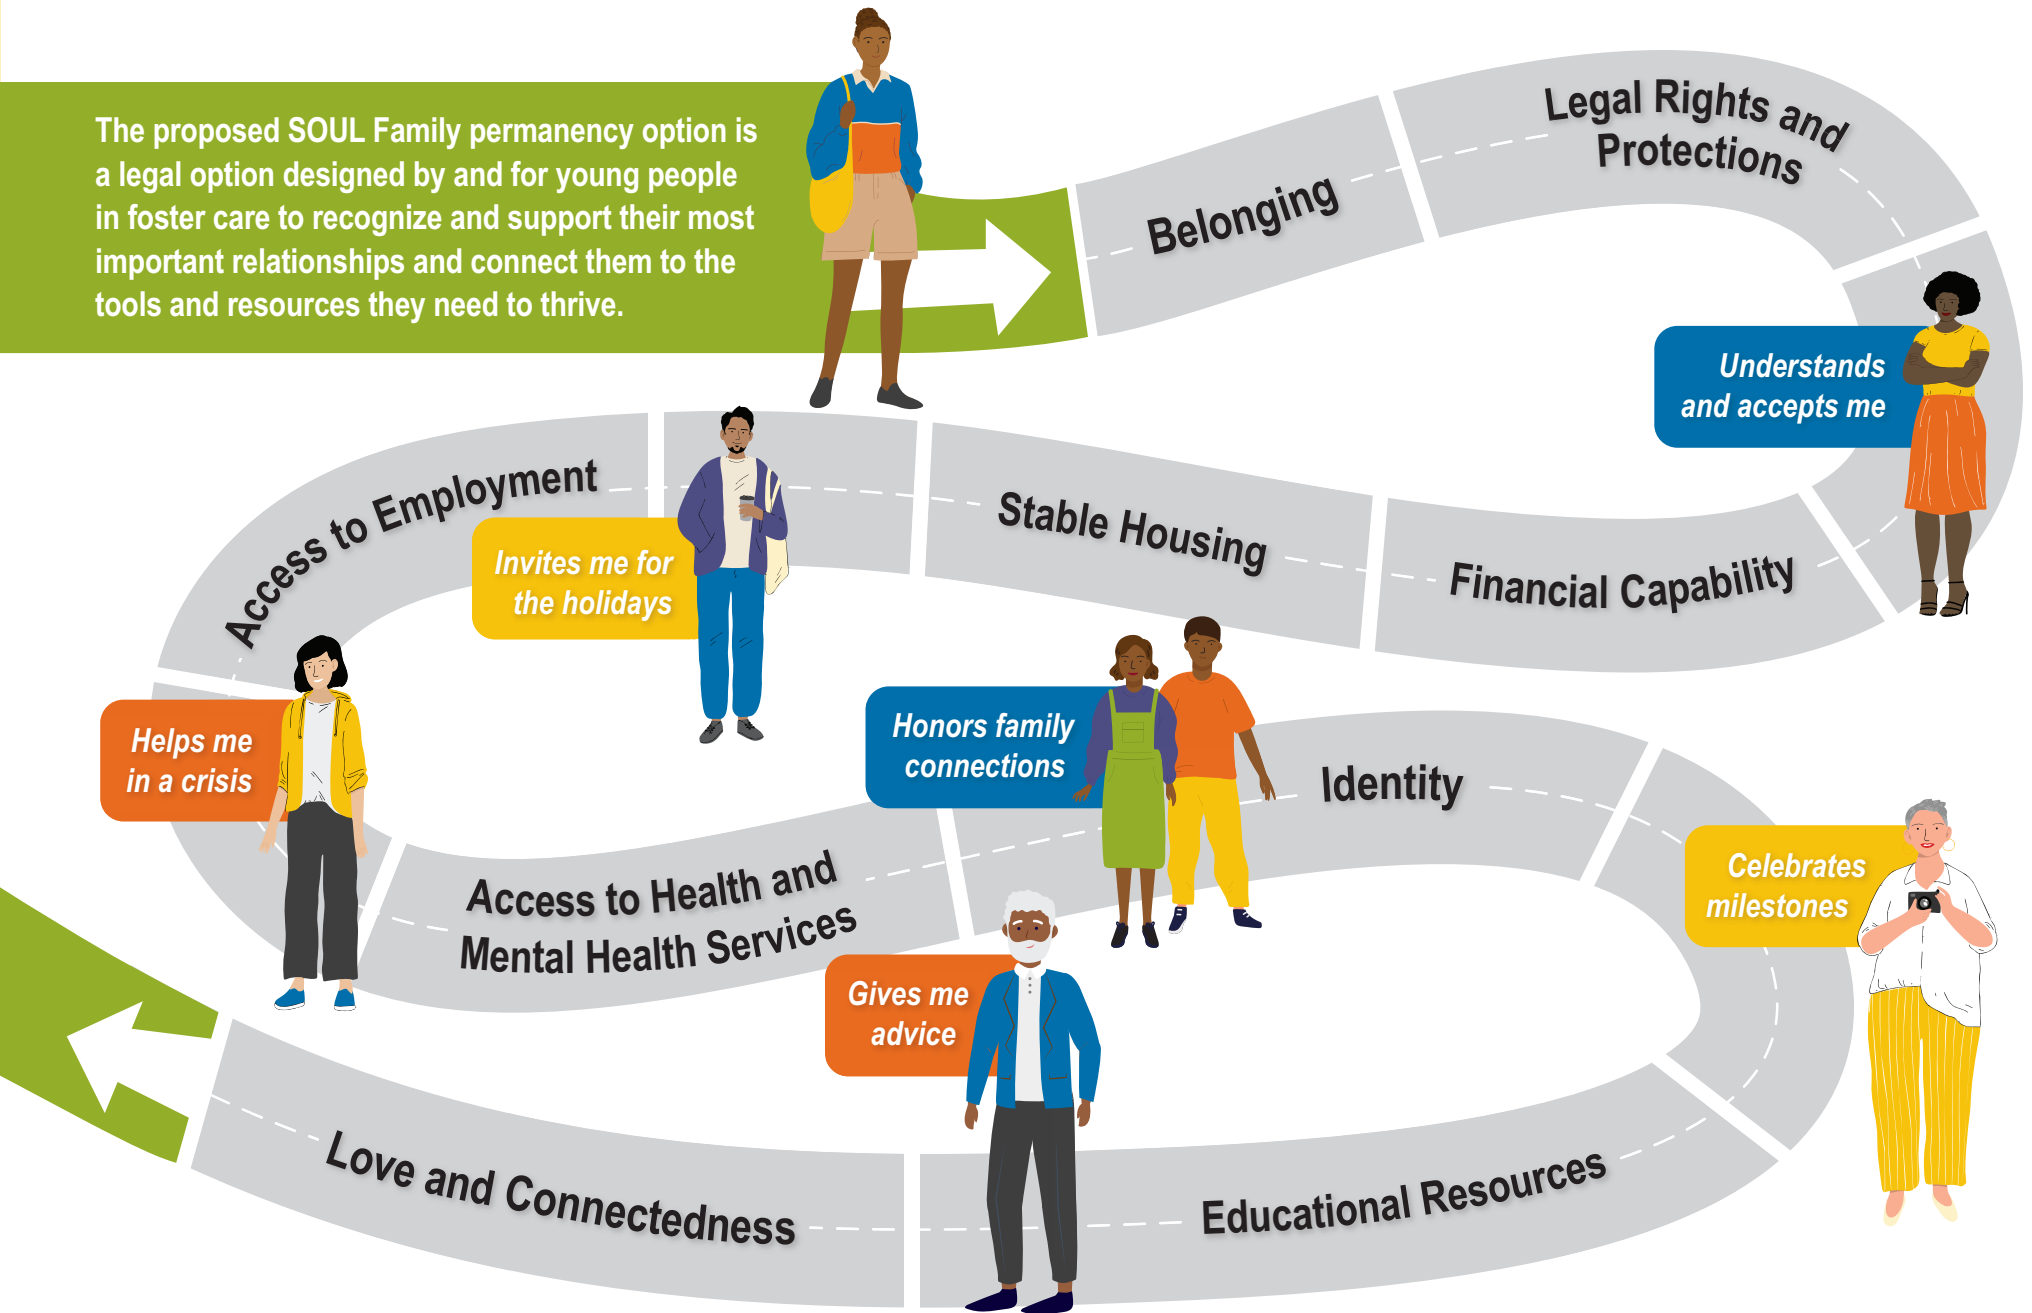 The proposed SOUL Family permanency option is
a legal option designed by and for young people
in foster care to recognize and support their most
important relationships and connect them to the
tools and resources they need to thrive.
Belonging
Legal Rights and
Protections
Understands
and accepts me
Financial Capability
Stable Housing
Invites me for
the holidays
Access to Employment
Helps me
in a crisis
Access to Health and
Mental Health Services
Honors family
connections
Identity
Celebrates
milestones
Educational Resources
Gives me
advice
Love and Connectedness